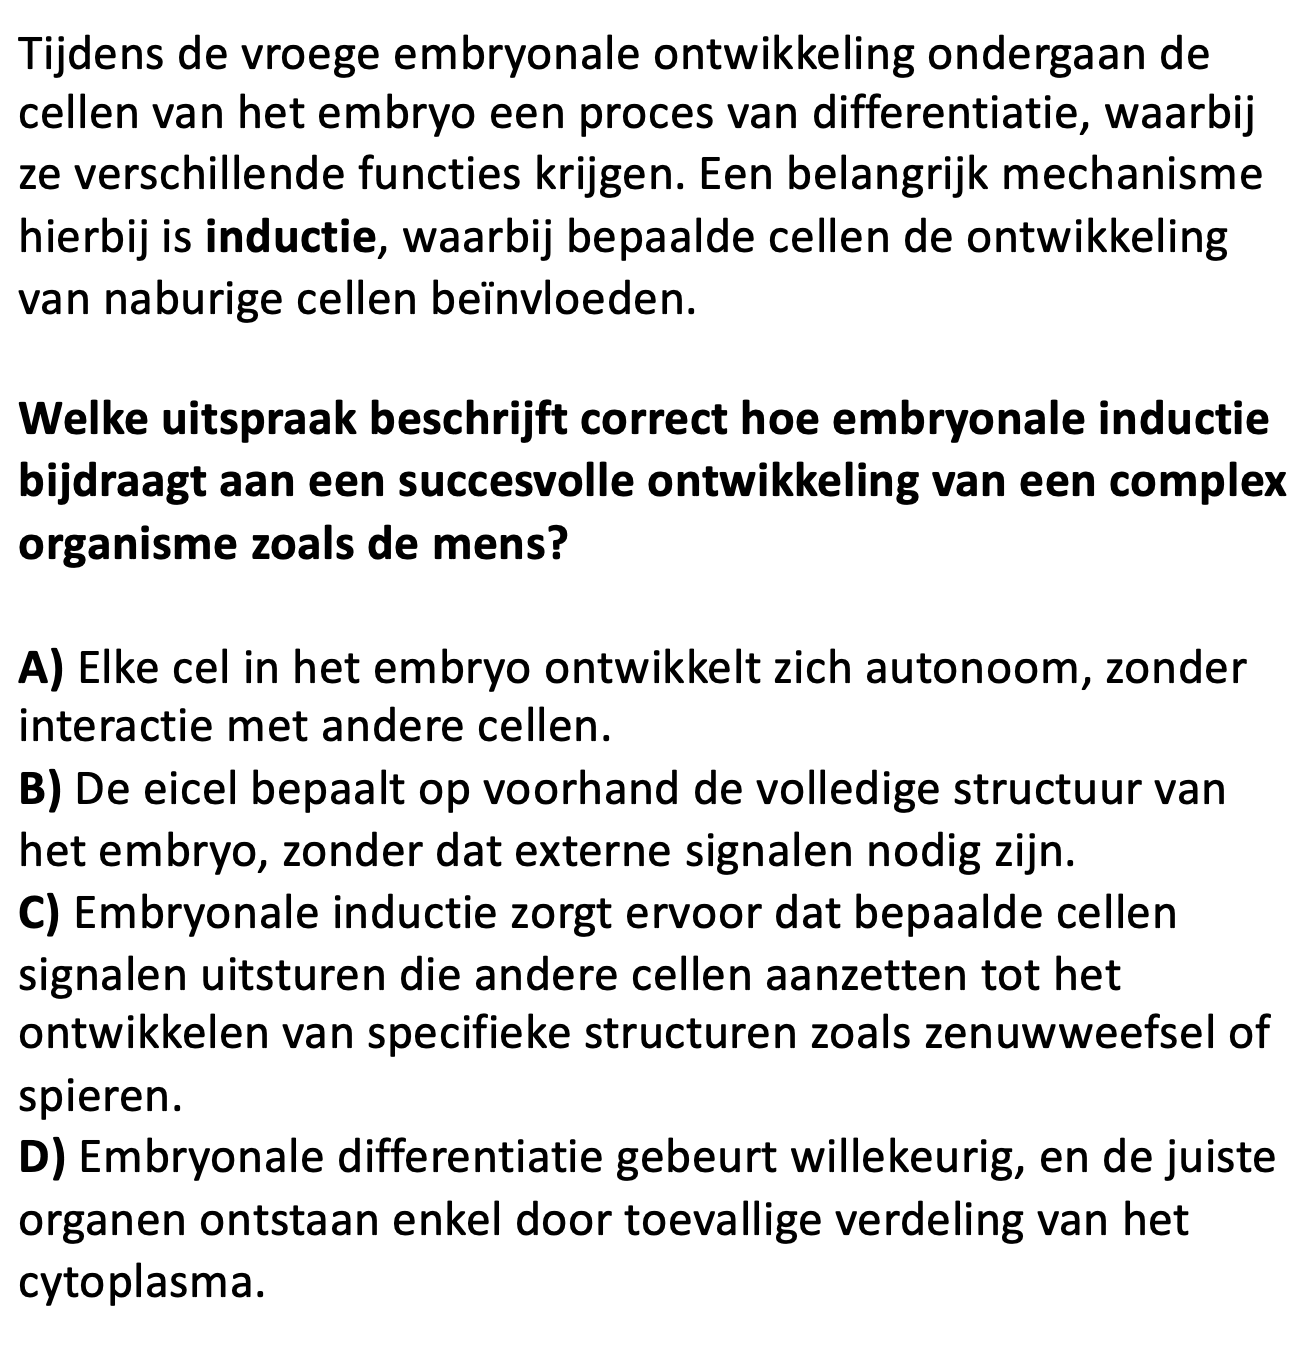 Tijdens de vroege embryonale ontwikkeling ondergaan de
cellen van het embryo een proces van differentiatie, waarbij
ze verschillende functies krijgen. Een belangrijk mechanisme
hierbij is inductie, waarbij bepaalde cellen de ontwikkeling
van naburige cellen beïnvloeden.
Welke uitspraak beschrijft correct hoe embryonale inductie
bijdraagt aan een succesvolle ontwikkeling van een complex
organisme zoals de mens?
A) Elke cel in het embryo ontwikkelt zich autonoom, zonder
interactie met andere cellen.
B) De eicel bepaalt op voorhand de volledige structuur van
het embryo, zonder dat externe signalen nodig zijn.
C) Embryonale inductie zorgt ervoor dat bepaalde cellen
signalen uitsturen die andere cellen aanzetten tot het
ontwikkelen van specifieke structuren zoals zenuwweefsel of
spieren.
D) Embryonale differentiatie gebeurt willekeurig, en de juiste
organen ontstaan enkel door toevallige verdeling van het
cytoplasma.